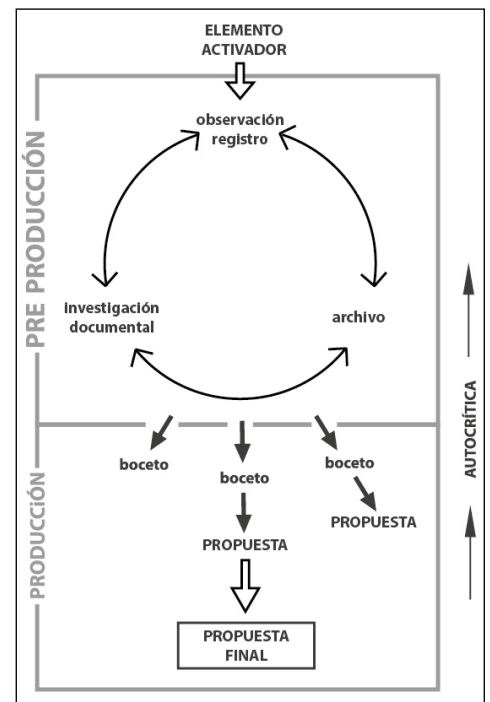 ELEMENTO
ACTIVADOR
PRE PRODUCCIÓN
observación
registro
investigación
documental
archivo
AUTOCRÍTICA
PRODUCCiÓN
boceto
boceto
boceto
PROPUESTA
PROPUESTA
PROPUESTA
FINAL